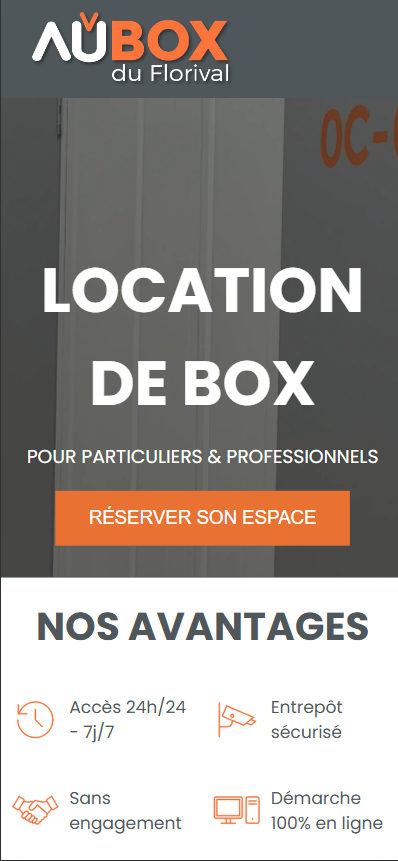 AUBOX
du Florival
OC-
LOCATION
DE BOX
POUR PARTICULIERS & PROFESSIONNELS
RÉSERVER SON ESPACE
NOS AVANTAGES
Accès 24h/24
- 7j/7
Entrepôt
sécurisé
Sans
engagement
Démarche
100% en ligne